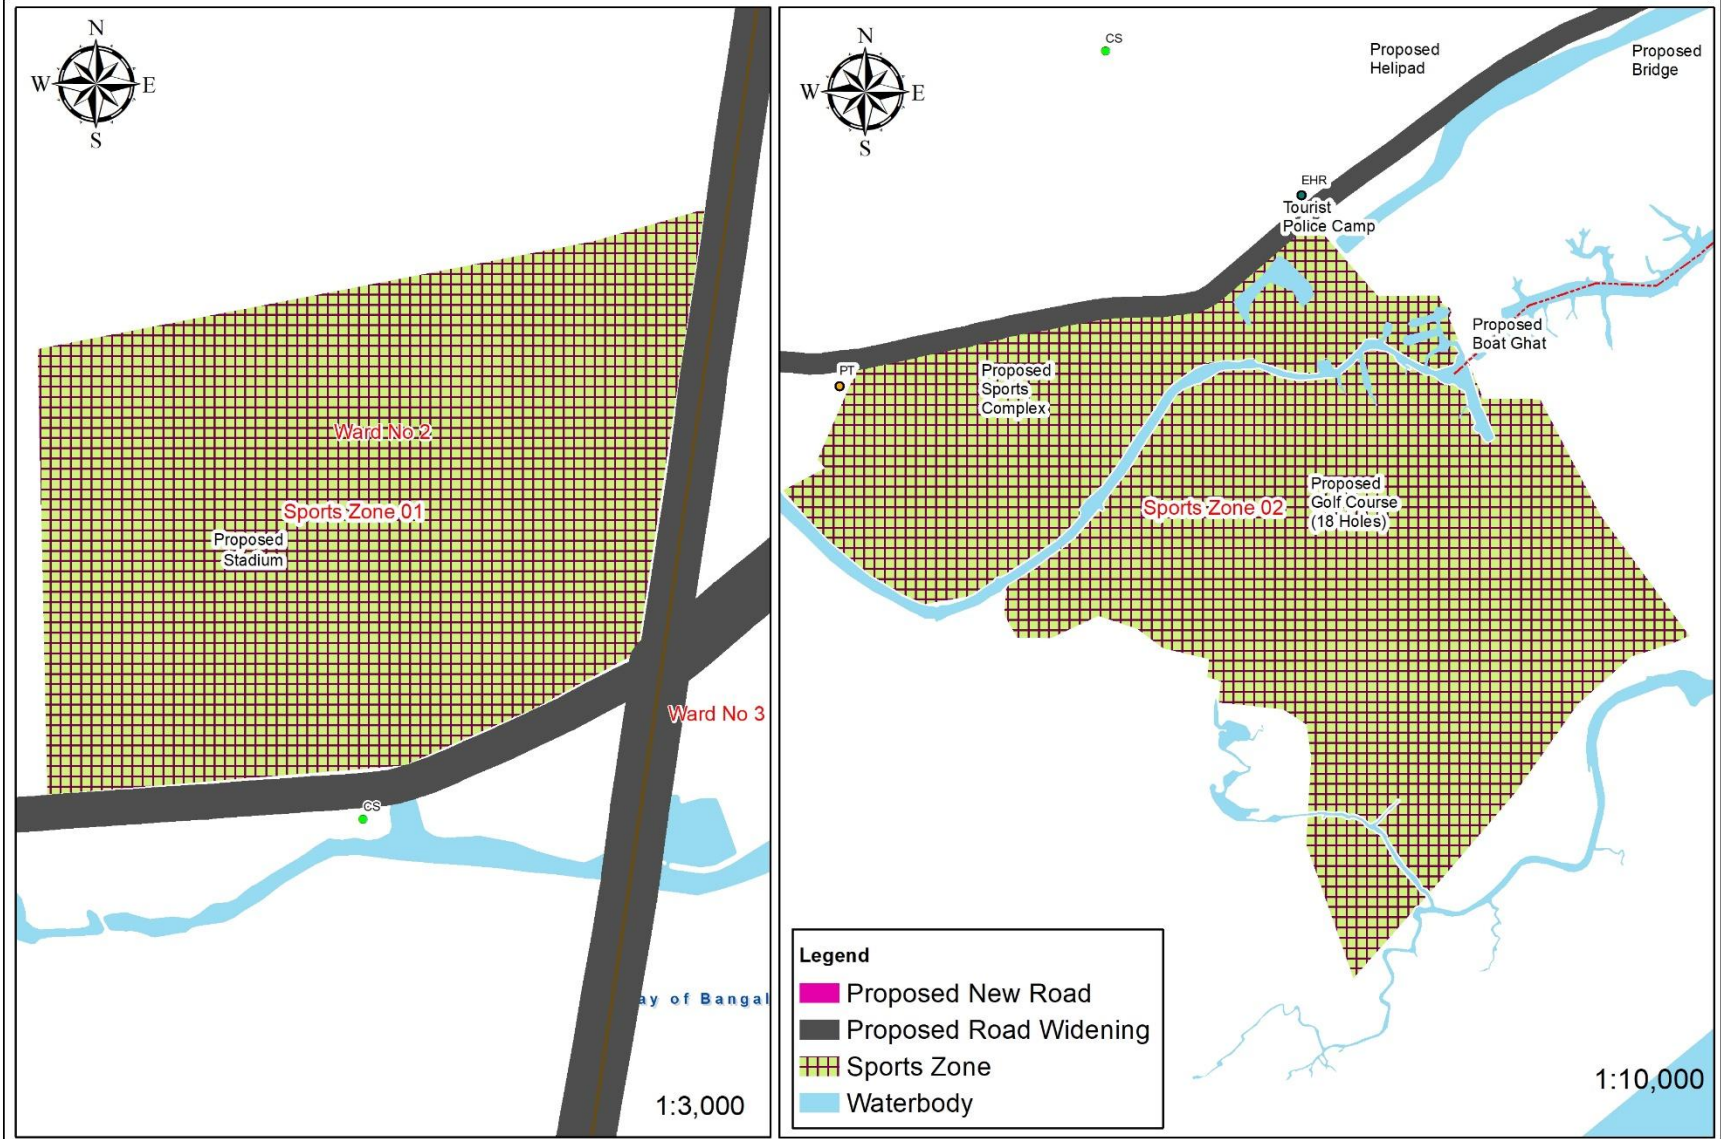 N
W E
S
Ward No 2
Sports Zone 01
Proposed
Stadium
Ward No 3
CS
ay of Bangal
1:3,000
N
W E
S
CS
Proposed
Helipad
Proposed
Bridge
EHR
Tourist
Police Camp
Proposed
Boat Ghat
PT
Proposed
Sports
Complex
Sports Zone 02
Proposed
Golf Course
(18 Holes)
Legend
Proposed New Road
Proposed Road Widening
Sports Zone
Waterbody
1:10,000